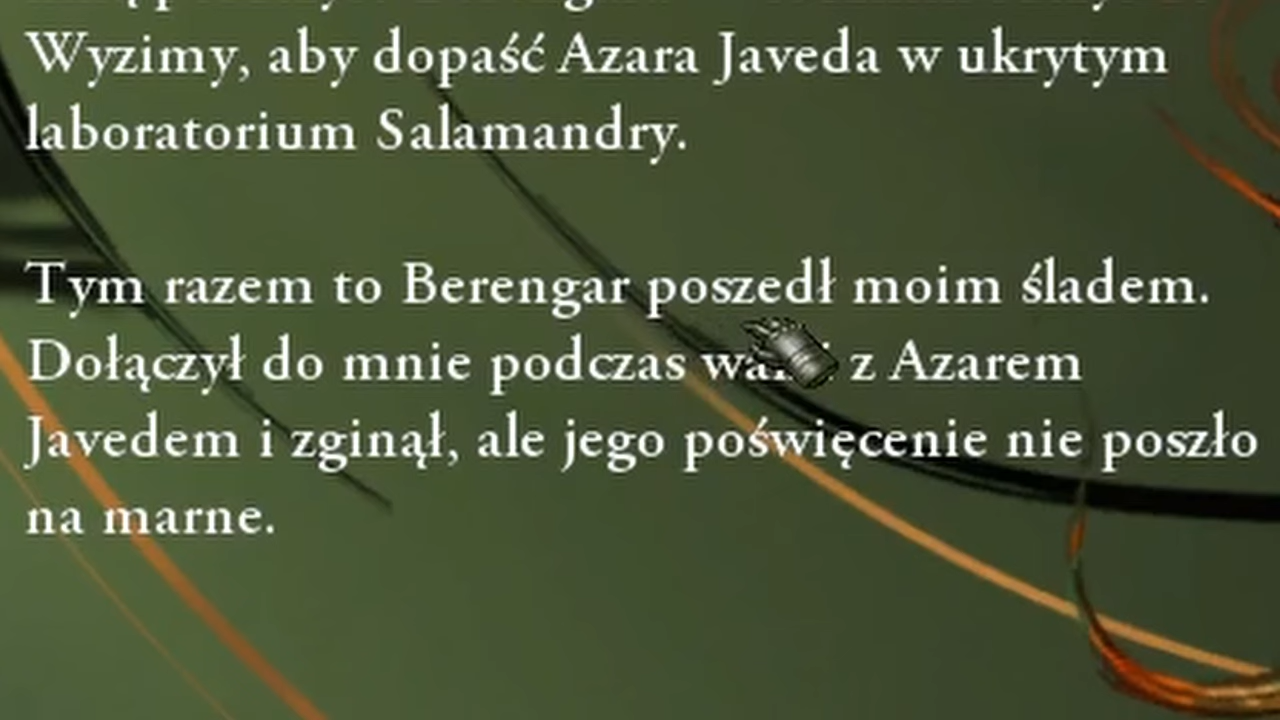 Wyzimy, aby dopaść Azara Javeda w ukrytym
laboratorium Salamandry.
Tym razem to Berengar poszedł moim śladem.
Dołączył do mnie podczas z Azarem
Javedem i zginął, ale jego poświęcenie nie poszło
na marne.